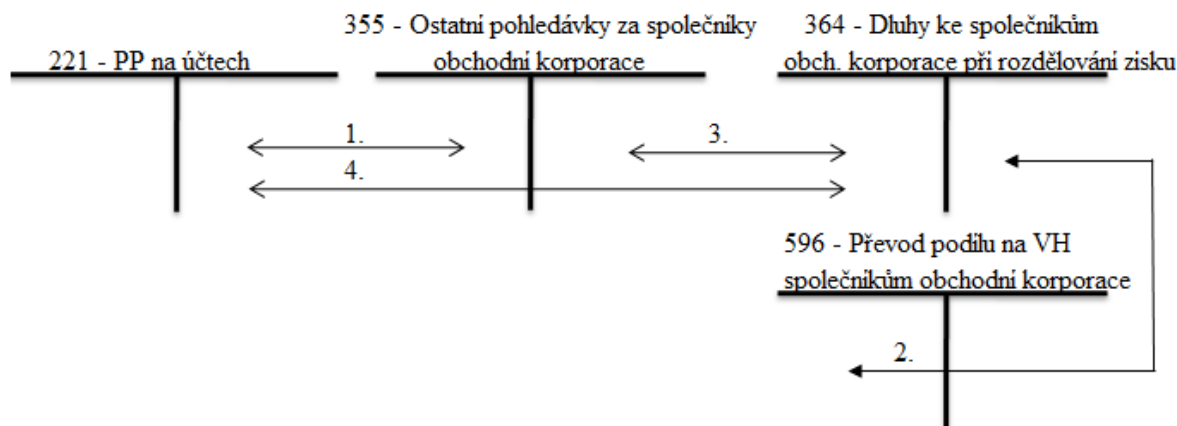 355 - Ostatní pohledávky za společníky
obchodní korporace
364 - Dluhy ke společníkům
obch. korporace při rozdělování zisku
221 - PP na účtech
1.
3.
4.
596 - Převod podílu na VH
společníkům obchodní korporace
2.